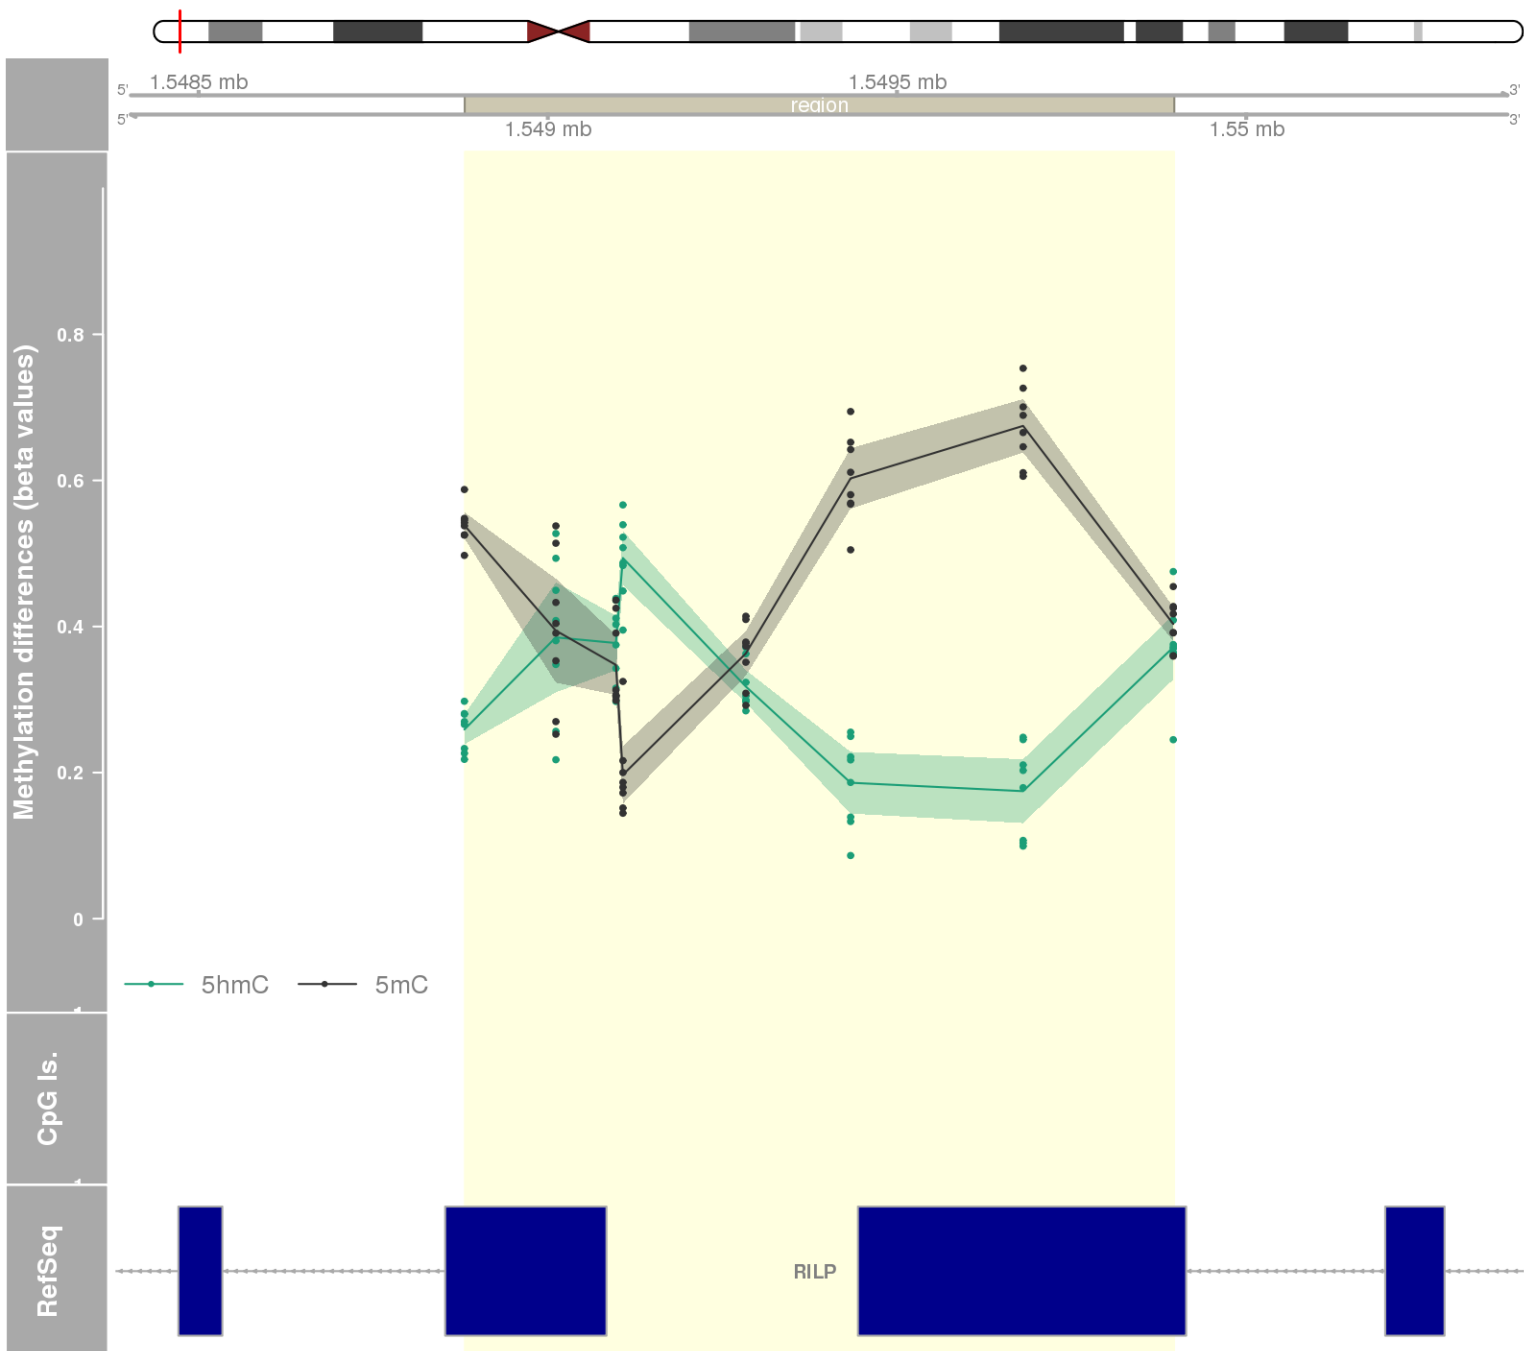 1.5485 mb
1.5495 mb
5'
3'
region
5'
3'
1.549 mb
1.55 mb
Methylation differences (beta values)
0.8
0.6
0.4
0.2
0
5hmC
5mC
CpG Is.
RefSeq
RILP